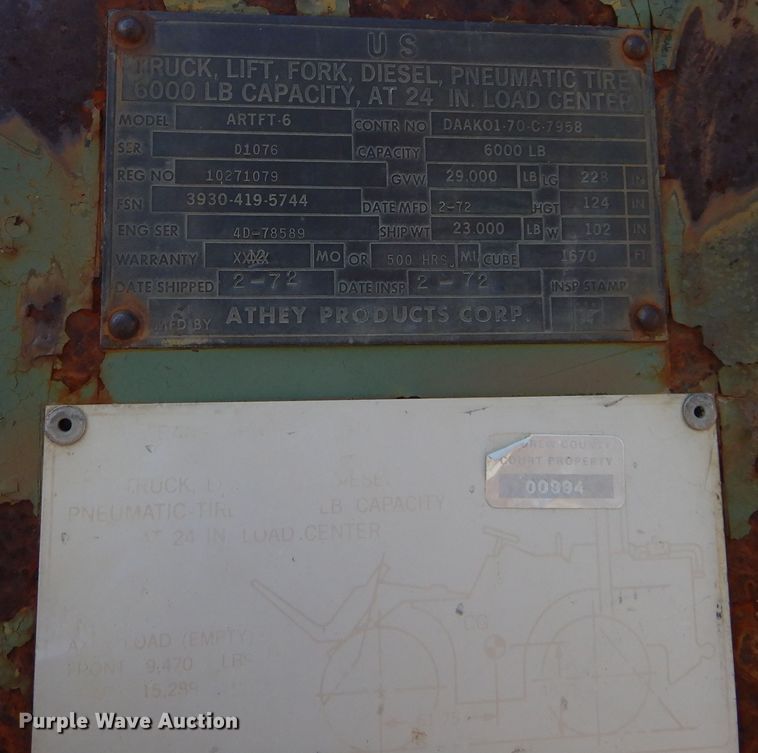 U S
TRUCK, LIFT, FORK, DIESEL, PNEUMATIC TIRE
6000 LB CAPACITY, AT 24 IN. LOAD CENTER
MODEL ARTFT-6 CONTR NO DAAK01-70-C-7958
SER 01076 CAPACITY 6000 LB
REG NO 10271079 GVW 29.000 LB LG 228 IN
FSN 3930-419-5744 DATE MFD 2-72 HGT 124 IN
ENG SER 4D-78589 SHIP WT 23.000 LB W 102 IN
WARRANTY 12 MO OR 500 HRS. MI CUBE 1670 FT
DATE SHIPPED 2-72 DATE INSP 2-72 INSP STAMP
MFD BY ATHEY PRODUCTS CORP.
COUNTY
COURT PROPERTY
00994
TRUCK, DIESEL
PNEUMATIC-TIRE LB CAPACITY
AT 24 IN. LOAD CENTER
CG
LOAD (EMPTY)
FRONT 9,470 LBS
15,299
Purple Wave Auction